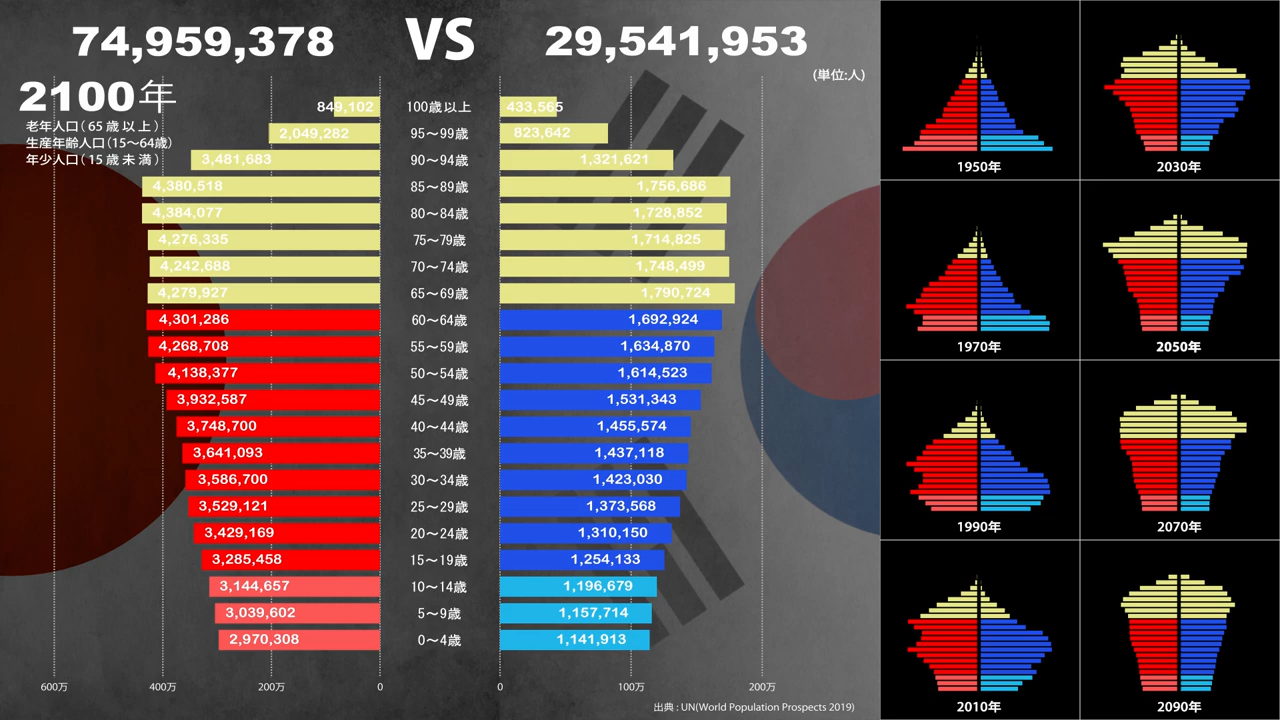 74,959,378 VS 29,541,953
(単位:人)
2100年
老年人口(65歳以上)
生産年齢人口(15〜64歳)
年少人口(15歳未満)
849,102 100歳以上 433,565
2,049,282 95〜99歳 823,642
3,481,683 90〜94歳 1,321,621
4,380,518 85〜89歳 1,756,686
4,384,077 80〜84歳 1,728,852
4,276,335 75〜79歳 1,714,825
4,242,688 70〜74歳 1,748,499
4,279,927 65〜69歳 1,790,724
4,301,286 60〜64歳 1,692,924
4,268,708 55〜59歳 1,634,870
4,138,377 50〜54歳 1,614,523
3,932,587 45〜49歳 1,531,343
3,748,700 40〜44歳 1,455,574
3,641,093 35〜39歳 1,437,118
3,586,700 30〜34歳 1,423,030
3,529,121 25〜29歳 1,373,568
3,429,169 20〜24歳 1,310,150
3,285,458 15〜19歳 1,254,133
3,144,657 10〜14歳 1,196,679
3,039,602 5〜9歳 1,157,714
2,970,308 0〜4歳 1,141,913
600万 400万 200万 0 0 100万 200万
出典 : UN(World Population Prospects 2019)
1950年 2030年
1970年 2050年
1990年 2070年
2010年 2090年